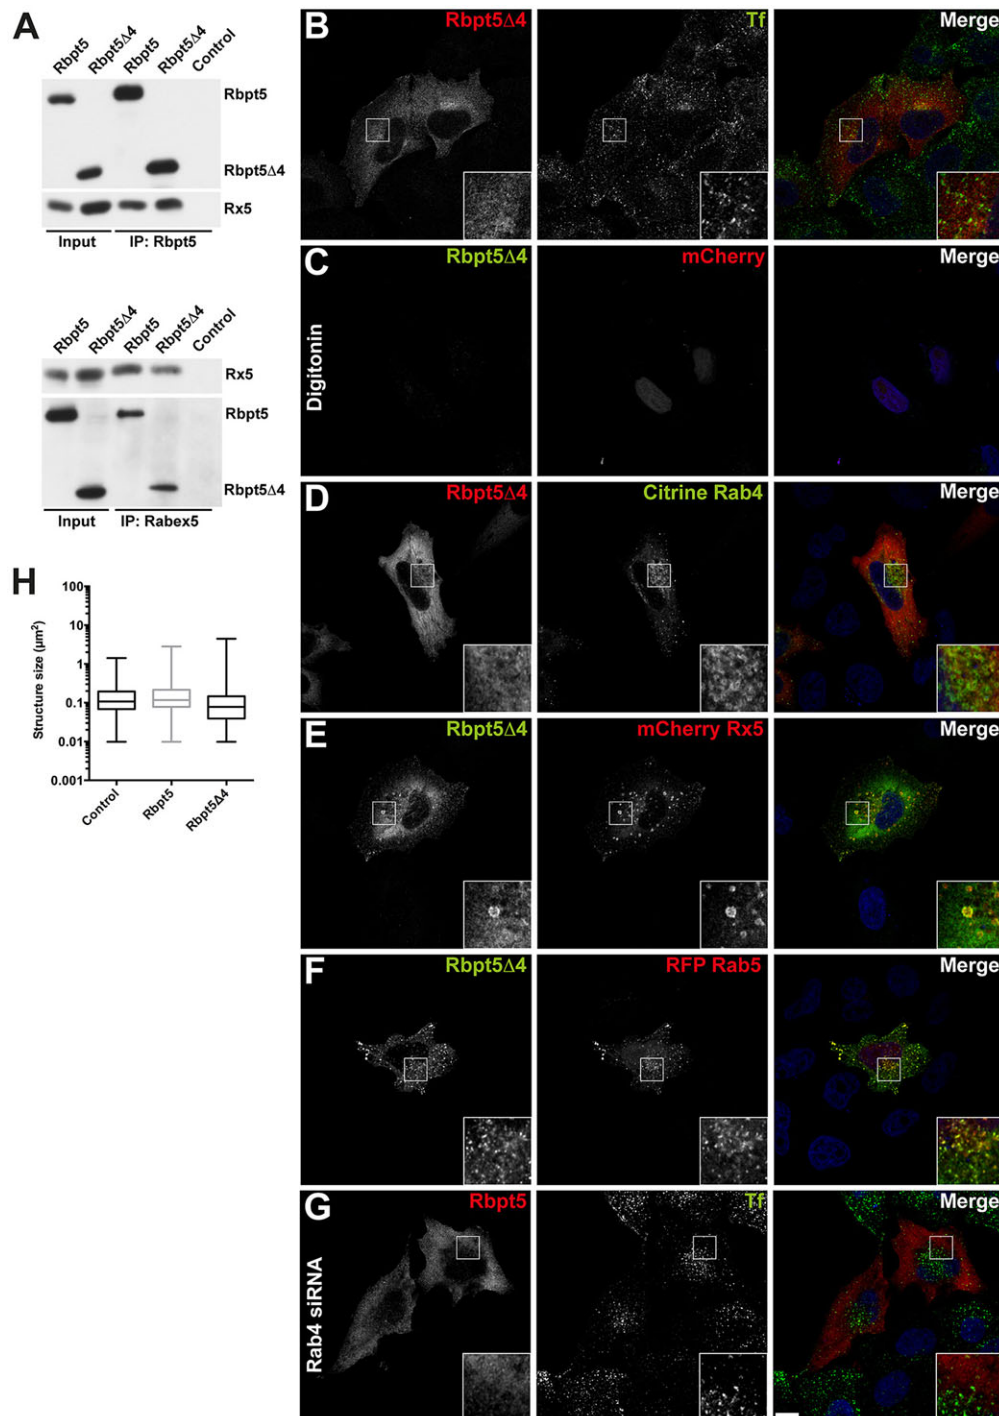 A
Rbpt5 Rbpt5Δ4 Rbpt5 Rbpt5Δ4 Control
Rbpt5
Rbpt5Δ4
Rx5
Input IP: Rbpt5
Rbpt5 Rbpt5Δ4 Rbpt5 Rbpt5Δ4 Control
Rx5
Rbpt5
Rbpt5Δ4
Input IP: Rabex5
H
Structure size (µm²)
100
10
1
0.1
0.01
0.001
Control Rbpt5 Rbpt5Δ4
B Rbpt5Δ4 Tf Merge
C Rbpt5Δ4 mCherry Merge
Digitonin
D Rbpt5Δ4 Citrine Rab4 Merge
E Rbpt5Δ4 mCherry Rx5 Merge
F Rbpt5Δ4 RFP Rab5 Merge
G Rbpt5 Tf Merge
Rab4 siRNA